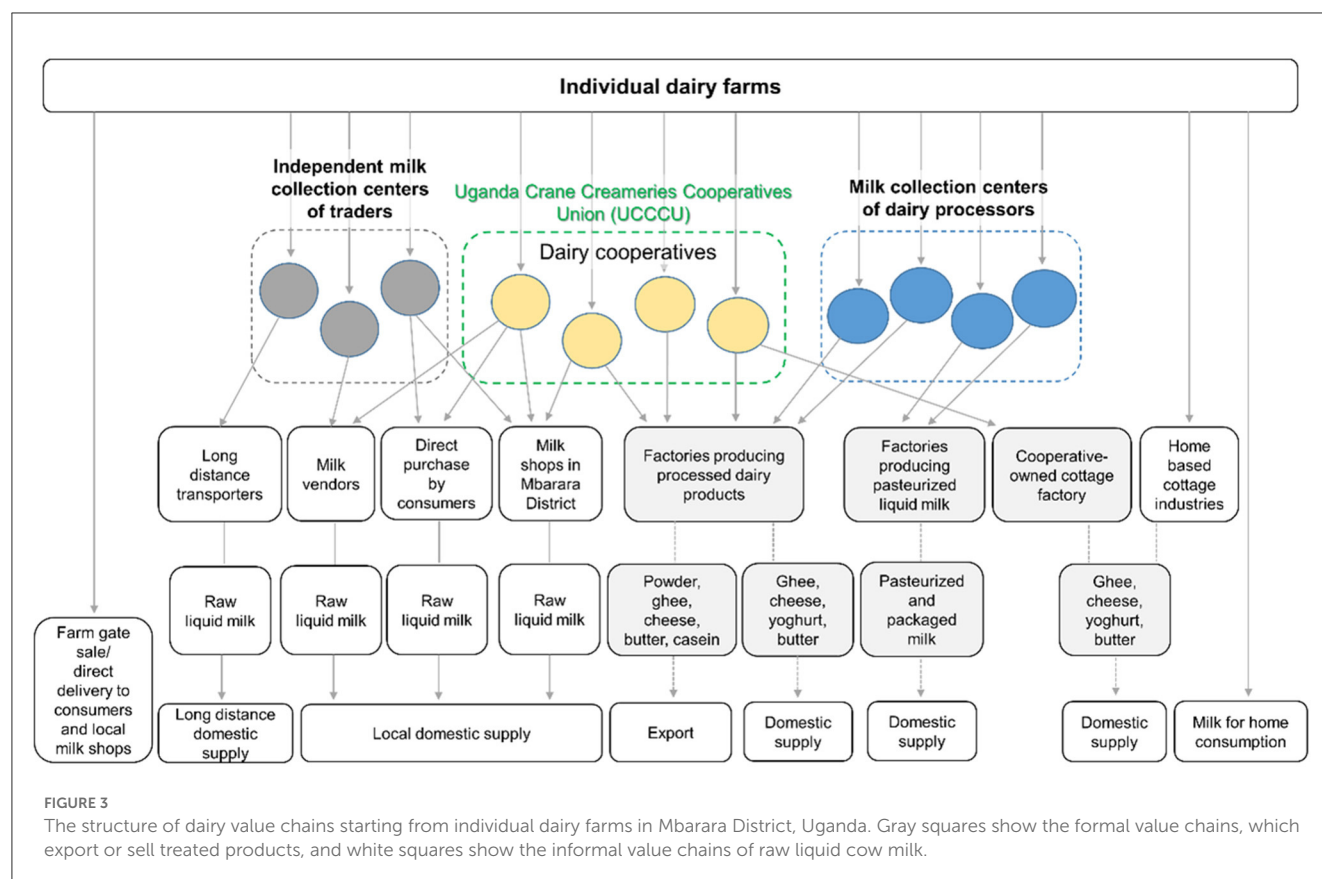 Individual dairy farms
Independent milk
collection centers
of traders
Uganda Crane Creameries Cooperatives
Union (UCCCU)
Dairy cooperatives
Milk collection centers
of dairy processors
Long
distance
transporters
Milk
vendors
Direct
purchase
by
consumers
Milk
shops in
Mbarara
District
Factories producing
processed dairy
products
Factories
producing
pasteurized
liquid milk
Cooperative-
owned cottage
factory
Home
based
cottage
industries
Raw
liquid milk
Raw
liquid milk
Raw
liquid milk
Raw
liquid milk
Powder,
ghee,
cheese,
butter, casein
Ghee,
cheese,
yoghurt,
butter
Pasteurized
and
packaged
milk
Ghee,
cheese,
yoghurt,
butter
Farm gate
sale/
direct
delivery to
consumers
and local
milk shops
Long distance
domestic
supply
Local domestic supply
Export
Domestic
supply
Domestic
supply
Domestic
supply
Milk for home
consumption
FIGURE 3
The structure of dairy value chains starting from individual dairy farms in Mbarara District, Uganda. Gray squares show the formal value chains, which
export or sell treated products, and white squares show the informal value chains of raw liquid cow milk.